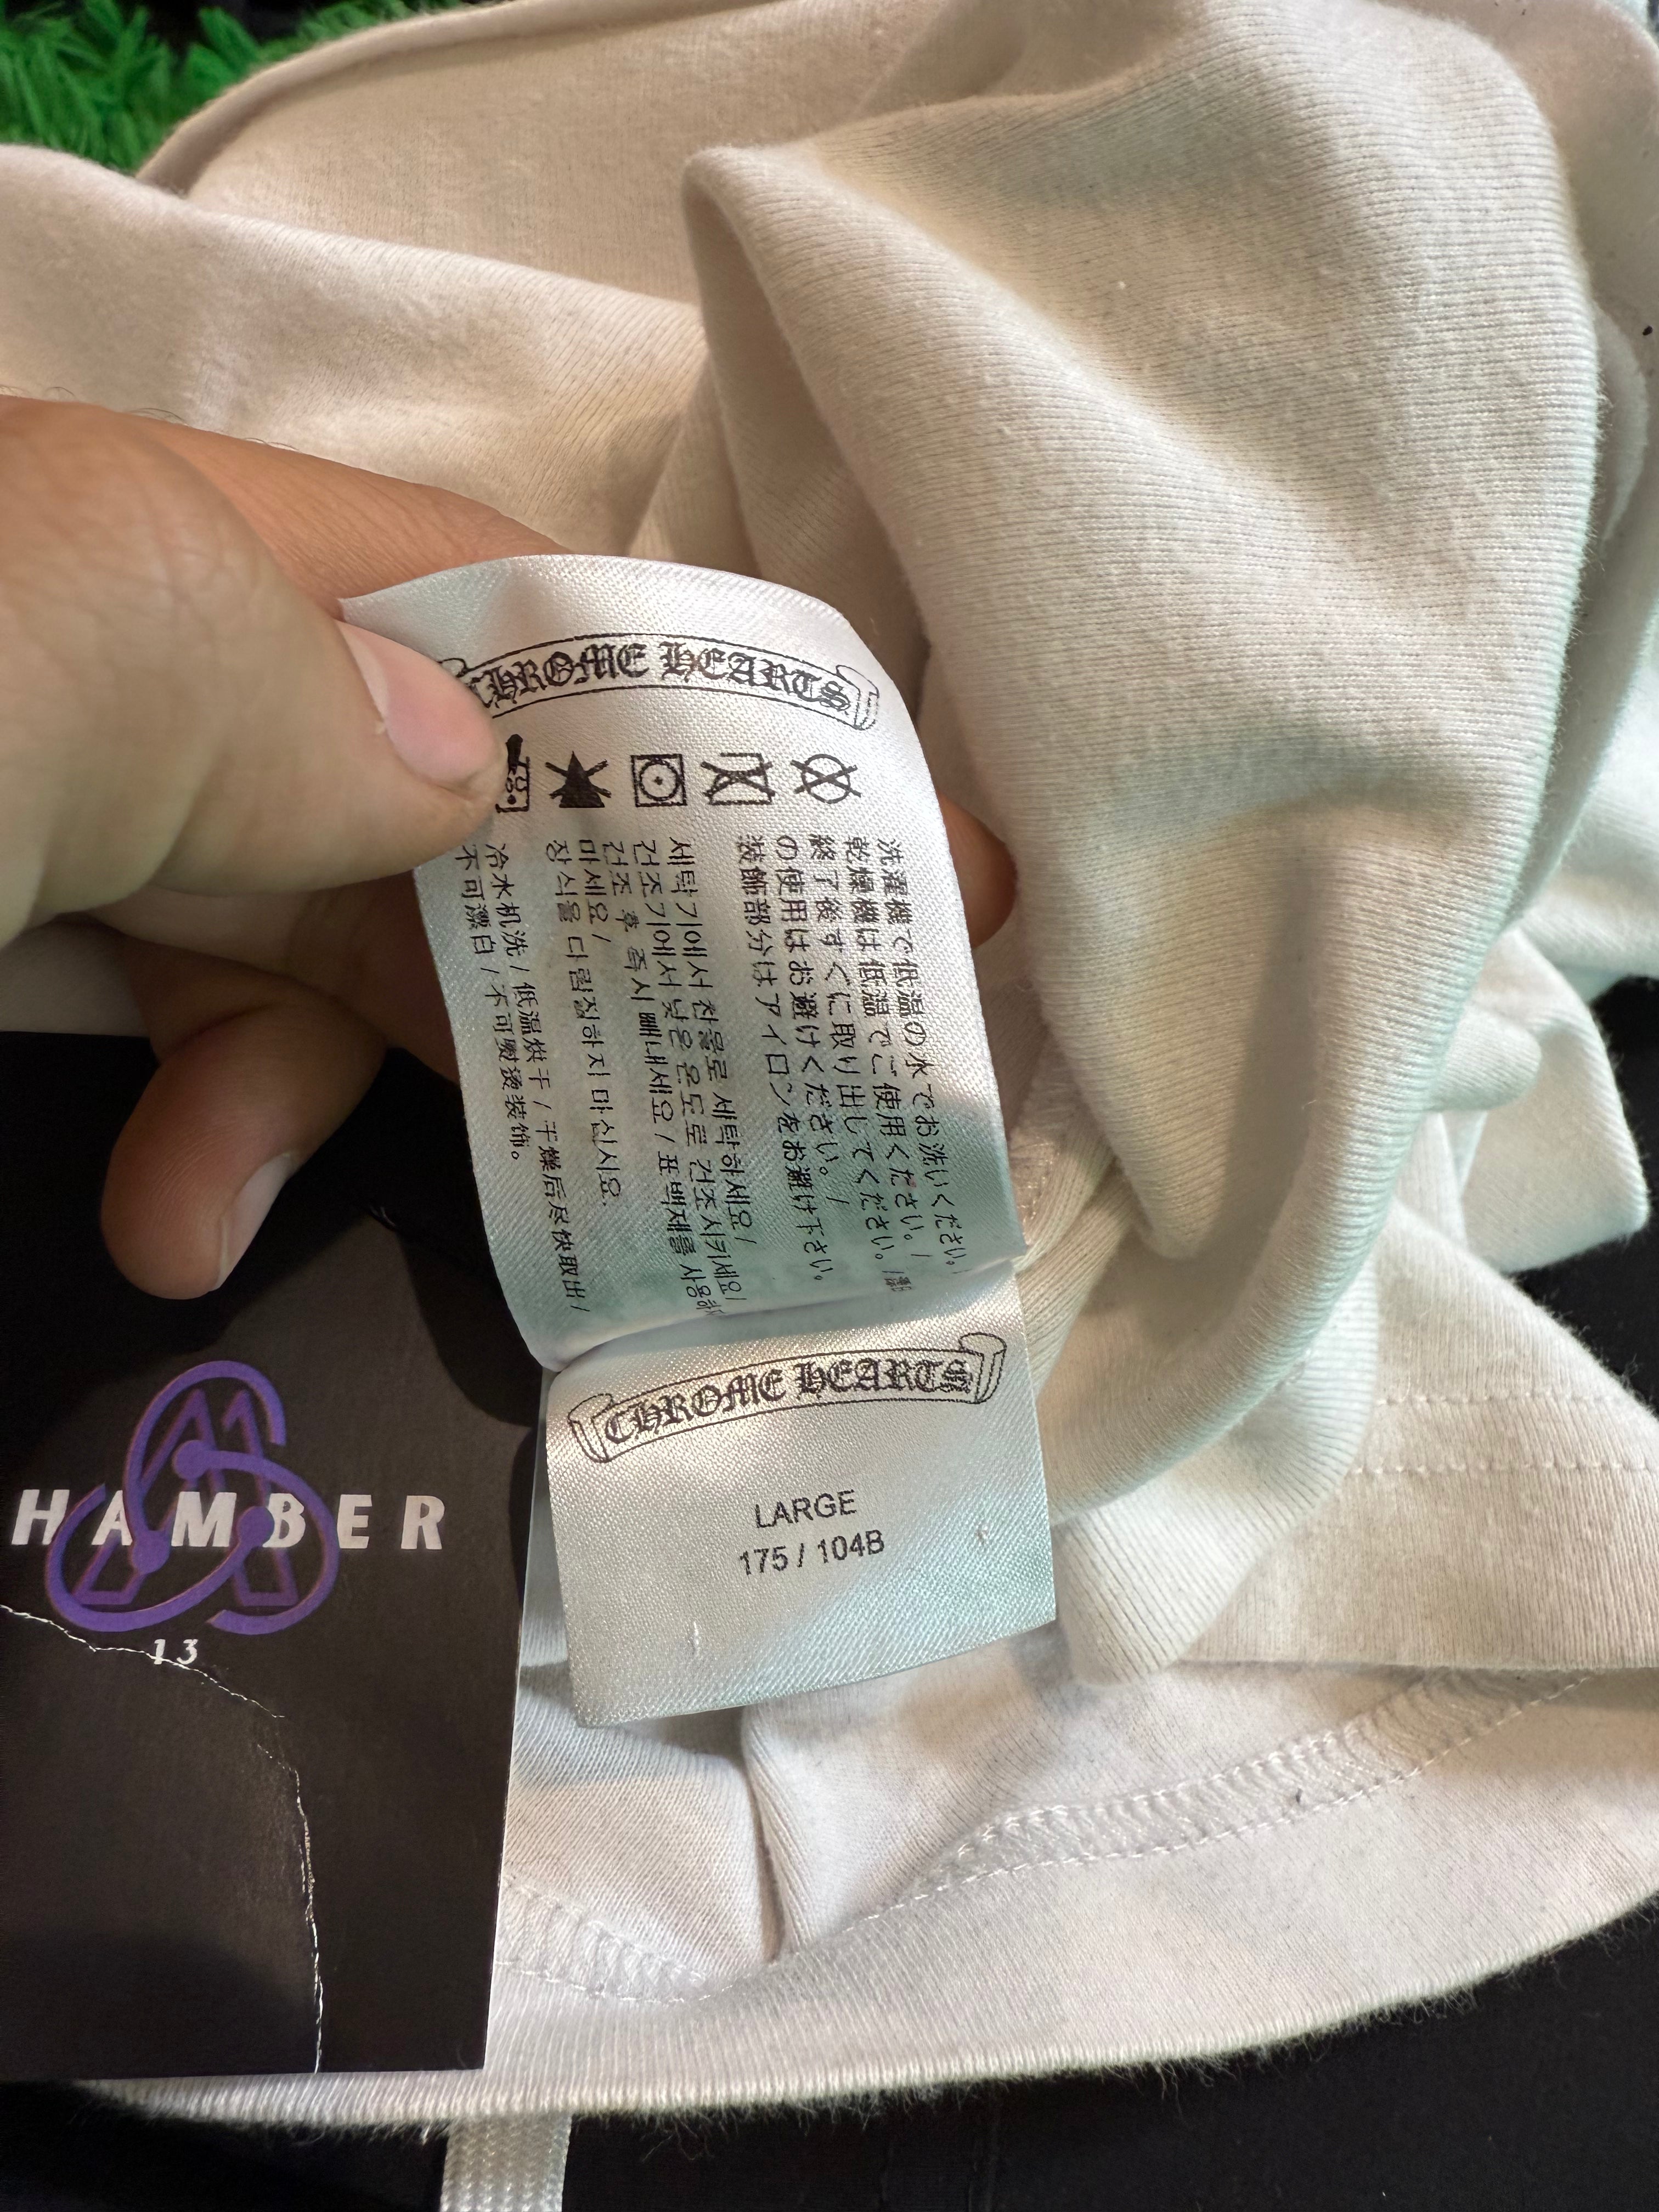 CHROME HEARTS
洗濯機で低温の水でお洗いください。/
乾燥機は低温でご使用ください。/漂
終了後すぐに取り出してください。/
の使用はお避けください。/
装飾部分はアイロンをお避け下さい。
세탁기에서 찬물로 세탁하세요/
건조기에서 낮은 온도로 건조시키세요/
건조 후 즉시 빼내세요/표백제를 사용하
마세요/
장식을 다림질하지 마십시오.
冷水机洗/低温烘干/干燥后尽快取出/
不可漂白/不可熨烫装饰。
CHROME HEARTS
LARGE
175 / 104B
HAMBER
13